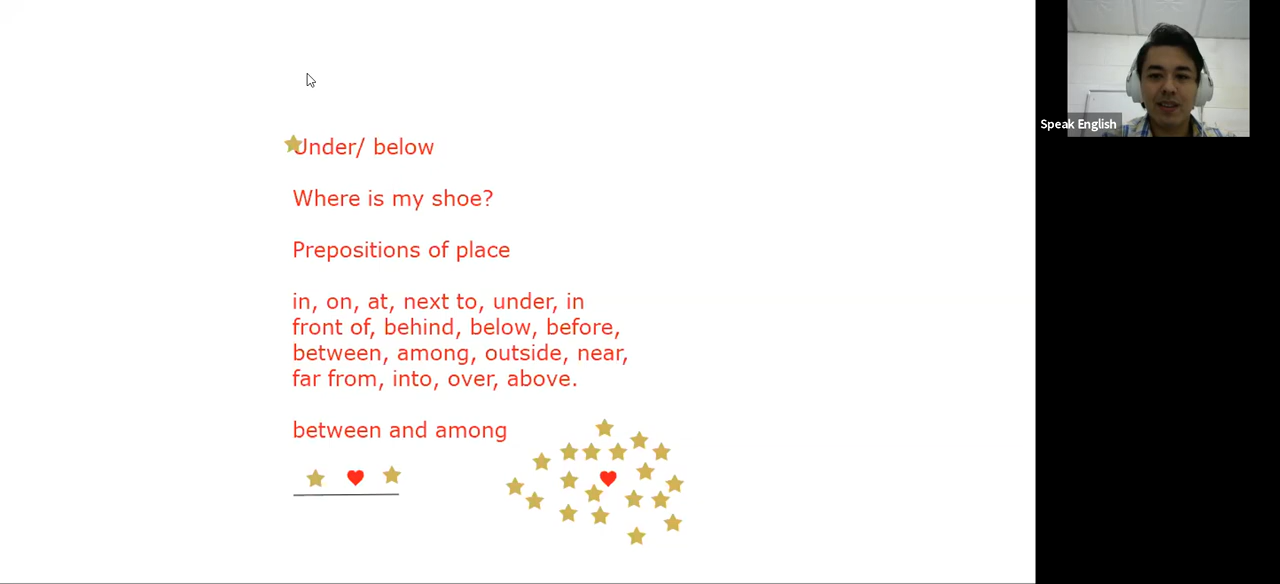 Under/ below
Where is my shoe?
Prepositions of place
in, on, at, next to, under, in
front of, behind, below, before,
between, among, outside, near,
far from, into, over, above.
between and among
Speak English